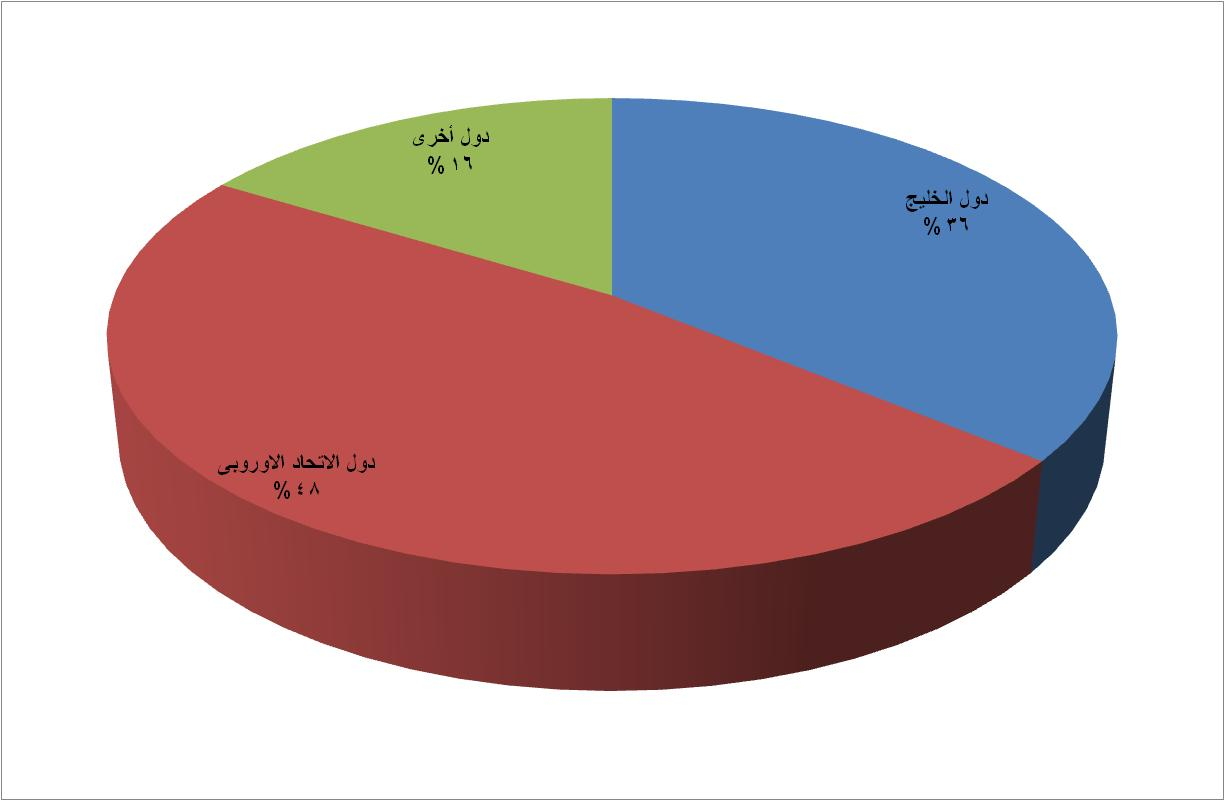 دول أخرى
١٦ %
دول الخليج
٣٦ %
دول الاتحاد الاوروبى
٤٨ %